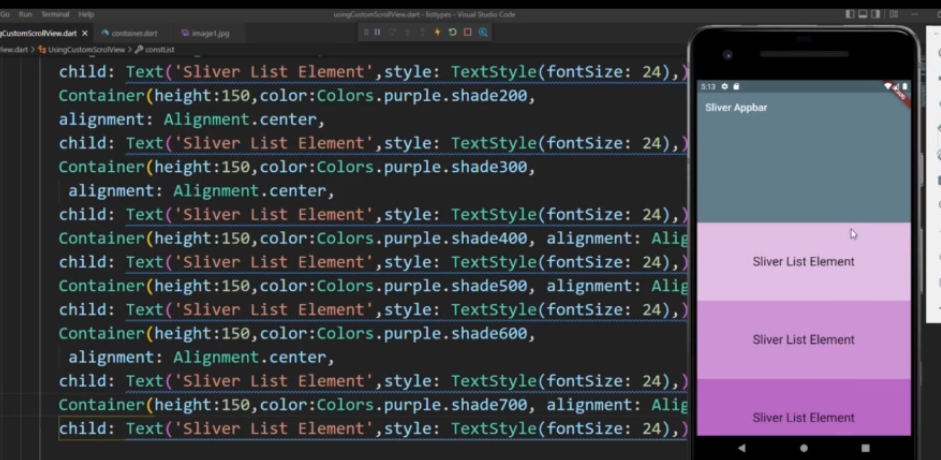 Go Run Terminal Help
usingCustomScrollView.dart - listtypes - Visual Studio Code
gCustomScrollView.dart
container.dart
image1.jpg
iew.dart > UsingCustomScrolView > constList
child: Text('Sliver List Element',style: TextStyle(fontSize: 24),)
Container(height:150,color:Colors.purple.shade200,
alignment: Alignment.center,
child: Text('Sliver List Element',style: TextStyle(fontSize: 24),)
Container(height:150,color:Colors.purple.shade300,
alignment: Alignment.center,
child: Text('Sliver List Element',style: TextStyle(fontSize: 24),)
Container(height:150,color:Colors.purple.shade400, alignment: Alig
child: Text('Sliver List Element',style: TextStyle(fontSize: 24),)
Container(height:150,color:Colors.purple.shade500, alignment: Alig
child: Text('Sliver List Element',style: TextStyle(fontSize: 24),)
Container(height:150,color:Colors.purple.shade600,
alignment: Alignment.center,
child: Text('Sliver List Element',style: TextStyle(fontSize: 24),)
Container(height:150,color:Colors.purple.shade700, alignment: Alig
child: Text('Sliver List Element',style: TextStyle(fontSize: 24),)
5:13
Sliver Appbar
Sliver List Element
Sliver List Element
Sliver List Element